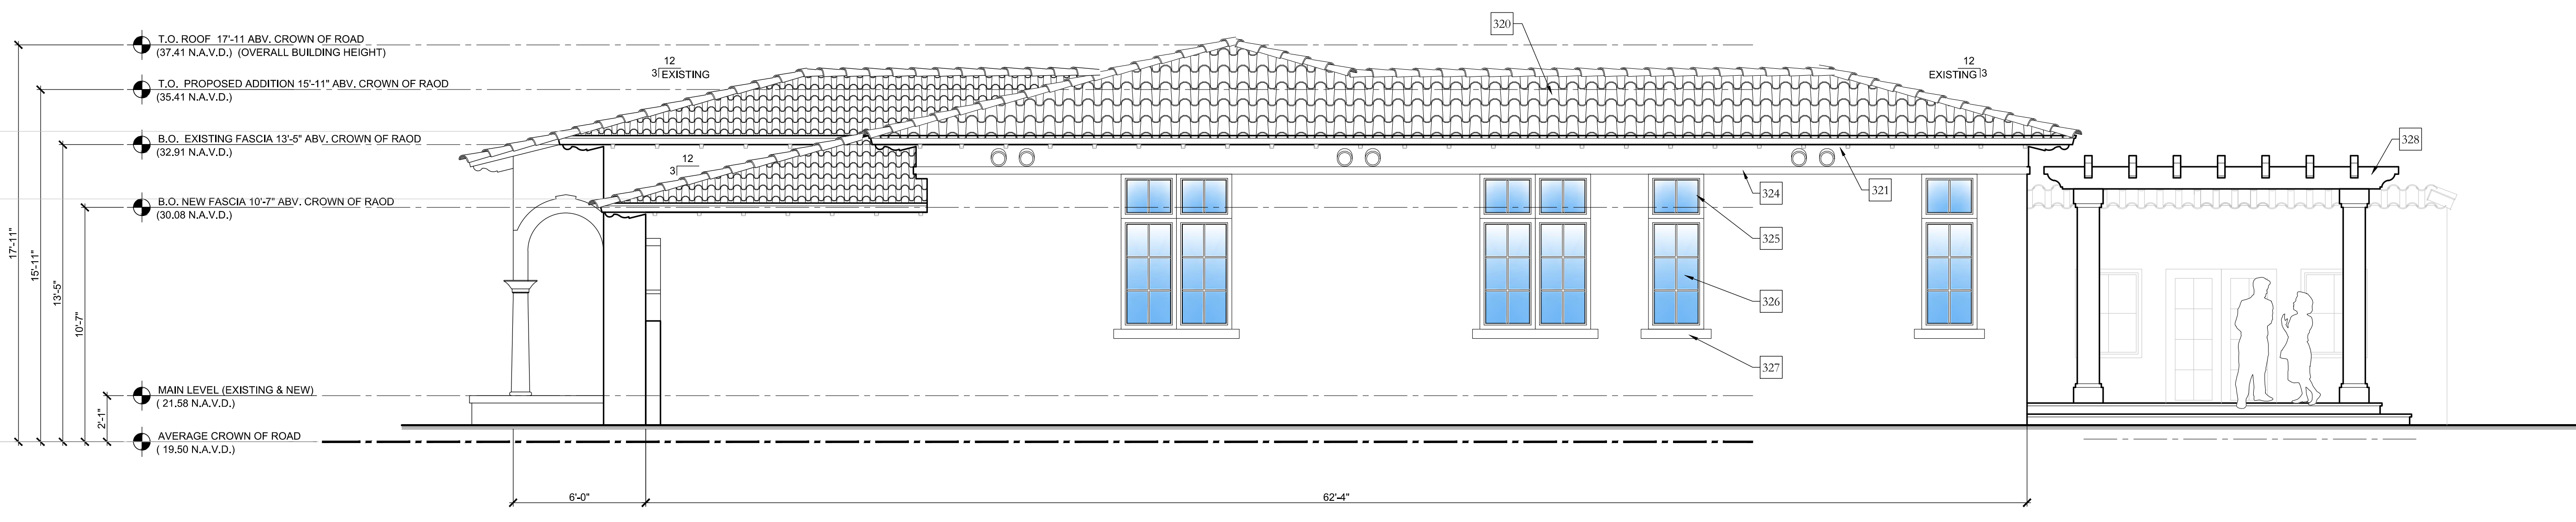 T.O. ROOF 17'-11 ABV. CROWN OF ROAD
(37.41 N.A.V.D.) (OVERALL BUILDING HEIGHT)
T.O. PROPOSED ADDITION 15'-11" ABV. CROWN OF RAOD
(35.41 N.A.V.D.)
B.O. EXISTING FASCIA 13'-5" ABV. CROWN OF RAOD
(32.91 N.A.V.D.)
B.O. NEW FASCIA 10'-7" ABV. CROWN OF RAOD
(30.08 N.A.V.D.)
MAIN LEVEL (EXISTING & NEW)
( 21.58 N.A.V.D.)
AVERAGE CROWN OF ROAD
( 19.50 N.A.V.D.)
17'-11"
15'-11"
13'-5"
10'-7"
2'-1"
12
3 EXISTING
12
3
320
12
EXISTING 3
328
324
321
325
326
327
6'-0"
62'-4"